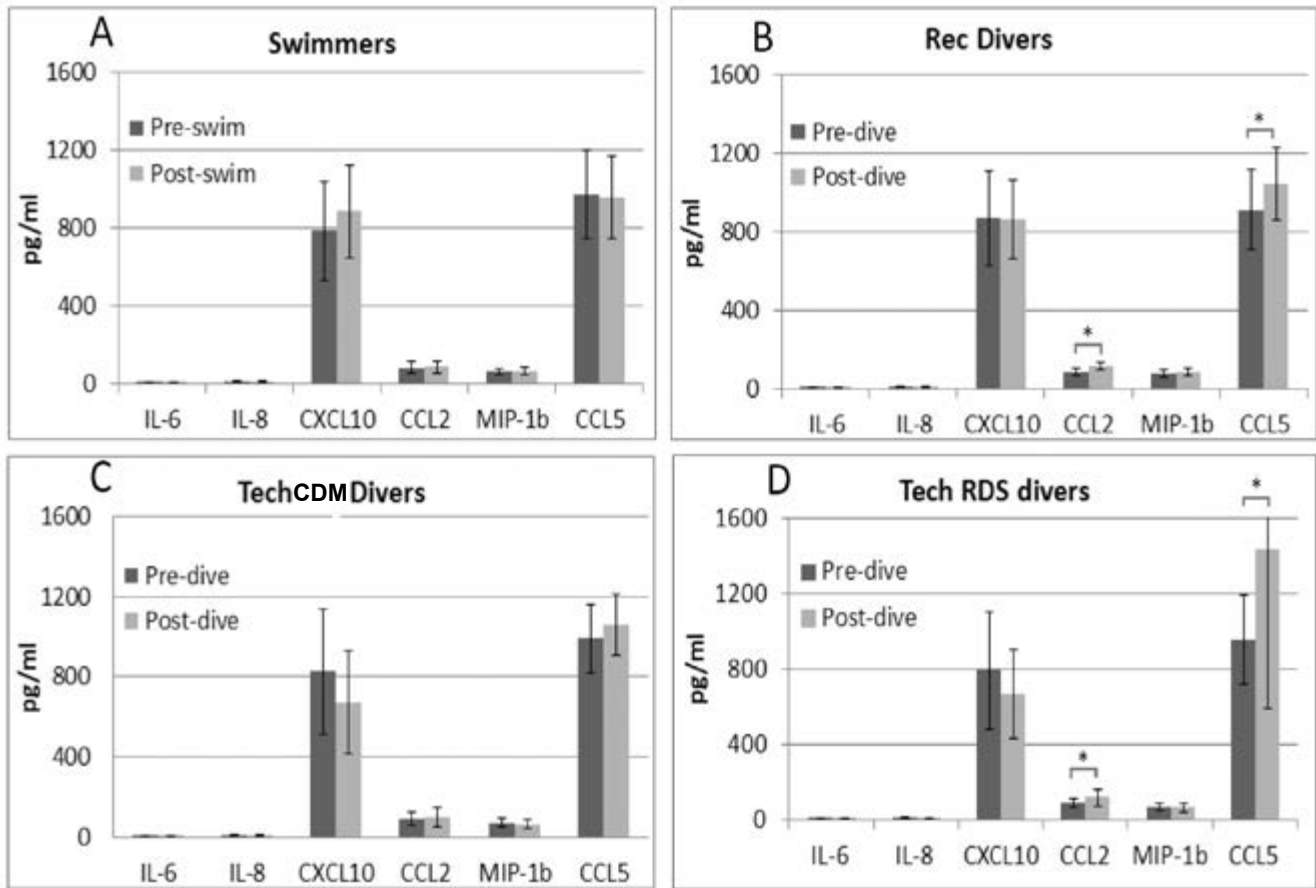 A
Swimmers
1600
1200
800
400
0
pg/ml
Pre-swim
Post-swim
IL-6 IL-8 CXCL10 CCL2 MIP-1b CCL5
B
Rec Divers
1600
1200
800
400
0
pg/ml
Pre-dive
Post-dive
*
*
IL-6 IL-8 CXCL10 CCL2 MIP-1b CCL5
C
TechCDMDivers
1600
1200
800
400
0
pg/ml
Pre-dive
Post-dive
IL-6 IL-8 CXCL10 CCL2 MIP-1b CCL5
D
Tech RDS divers
1600
1200
800
400
0
pg/ml
Pre-dive
Post-dive
*
*
IL-6 IL-8 CXCL10 CCL2 MIP-1b CCL5